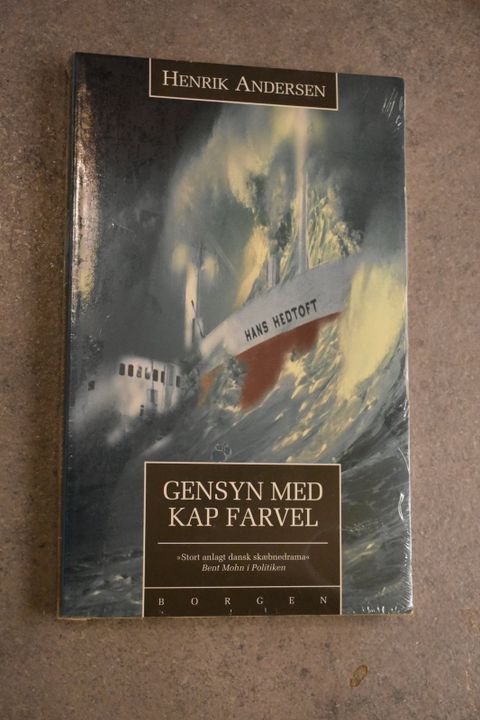 HENRIK ANDERSEN
HANS HEDTOFT
GENSYN MED
KAP FARVEL
»Stort anlagt dansk skæbnedrama«
Bent Mohn i Politiken
BORGEN